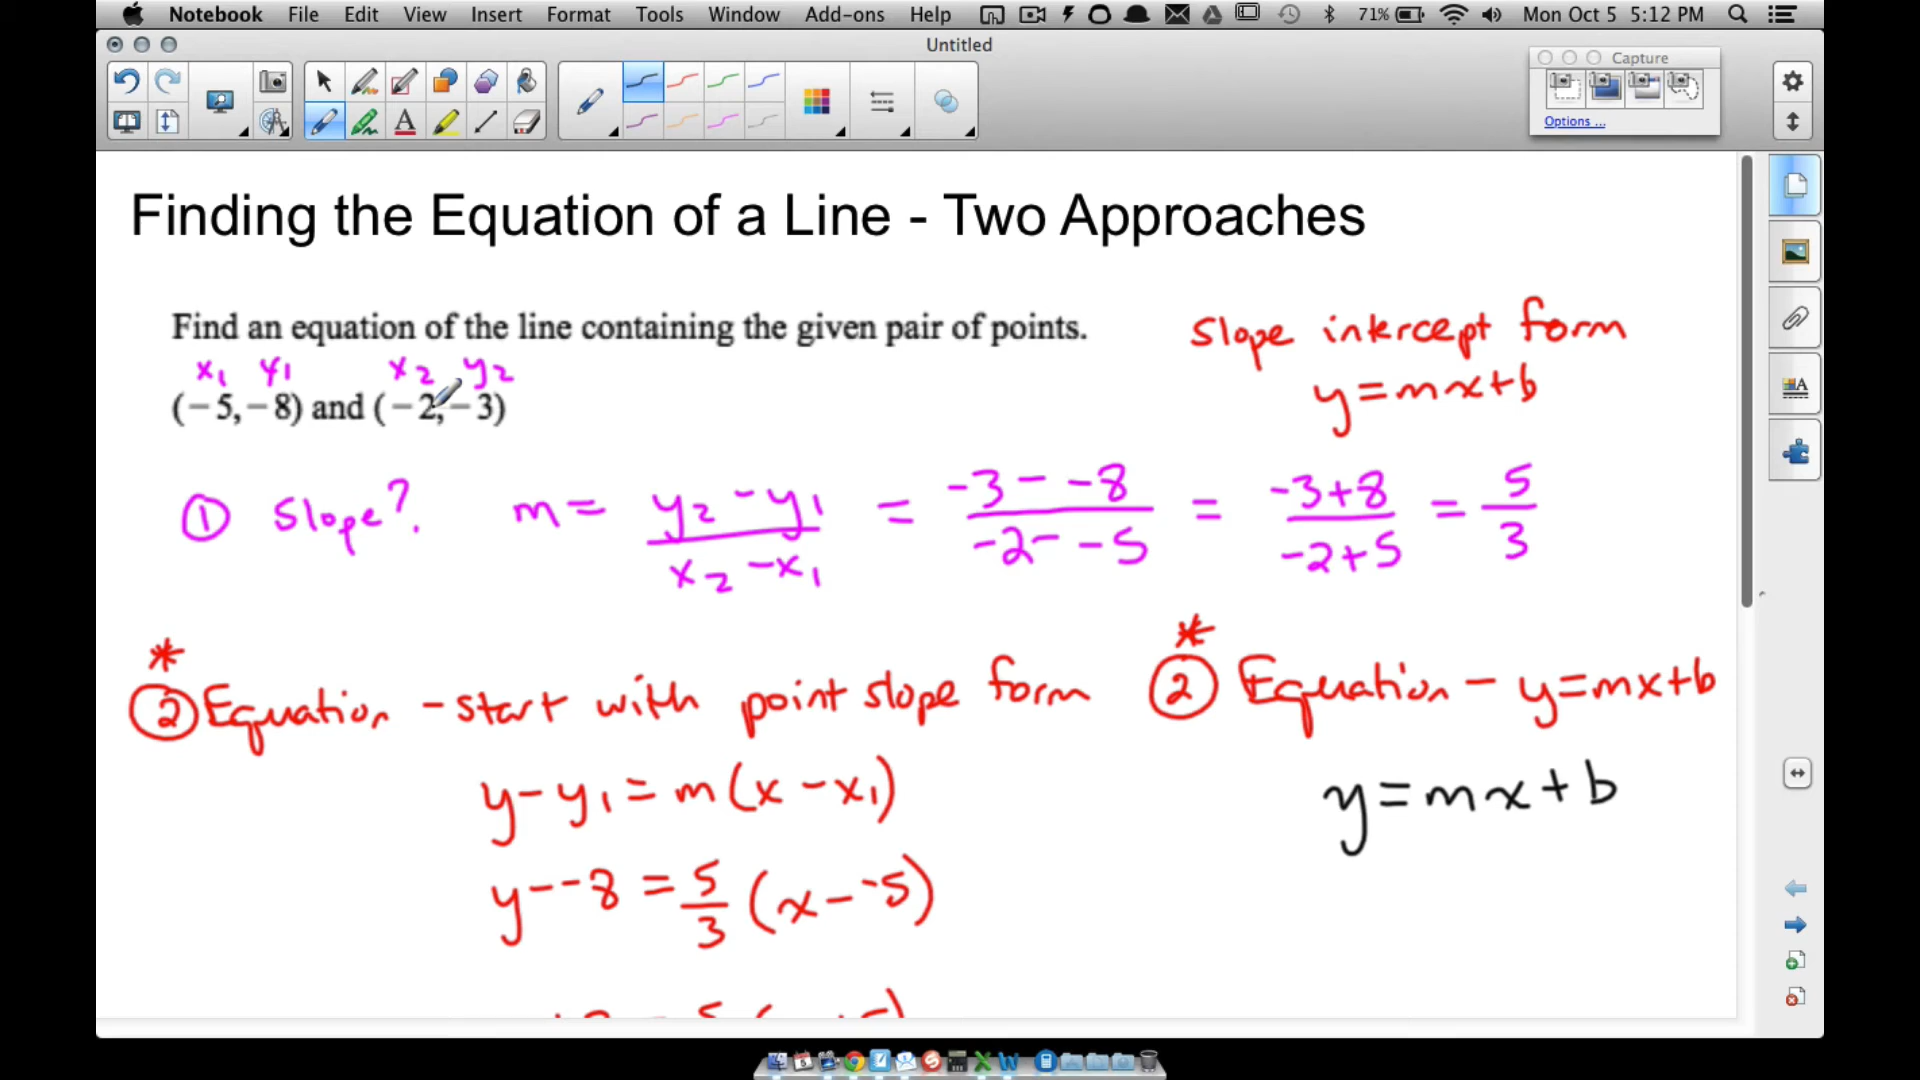 Notebook File Edit View Insert Format Tools Window Add-ons Help 71% Mon Oct 5 5:12 PM
Untitled
Capture
Options ...
Finding the Equation of a Line - Two Approaches
Find an equation of the line containing the given pair of points.
x₁ y₁ x₂ y₂
(−5,−8) and (−2,−3)
slope intercept form
y=mx+b
① Slope? m = (y₂ - y₁)/(x₂ - x₁) = (-3 - -8)/(-2 - -5) = (-3+8)/(-2+5) = 5/3
* ② Equation - start with point slope form
y - y₁ = m(x - x₁)
y - -8 = 5/3 (x - -5)
* ② Equation - y=mx+b
y = mx + b